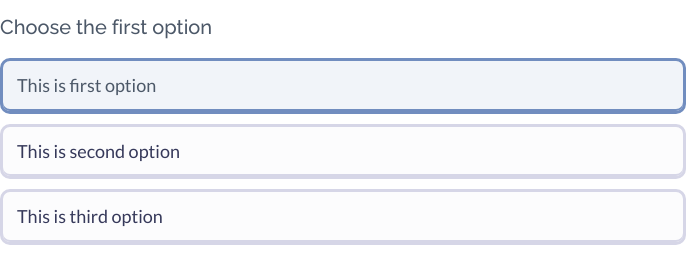 Choose the first option
This is first option
This is second option
This is third option